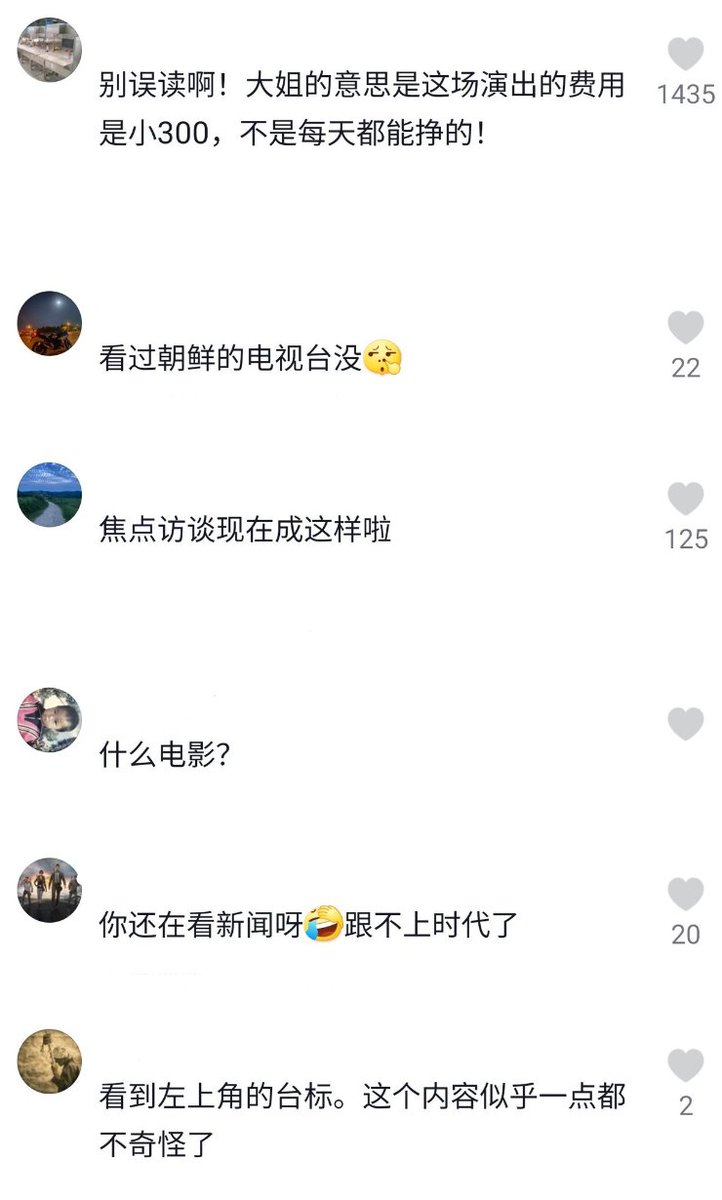 别误读啊！大姐的意思是这场演出的费用
是小300，不是每天都能挣的！
1435
看过朝鲜的电视台没
22
焦点访谈现在成这样啦
125
什么电影？
你还在看新闻呀🤣跟不上时代了
20
看到左上角的台标。这个内容似乎一点都
不奇怪了
2